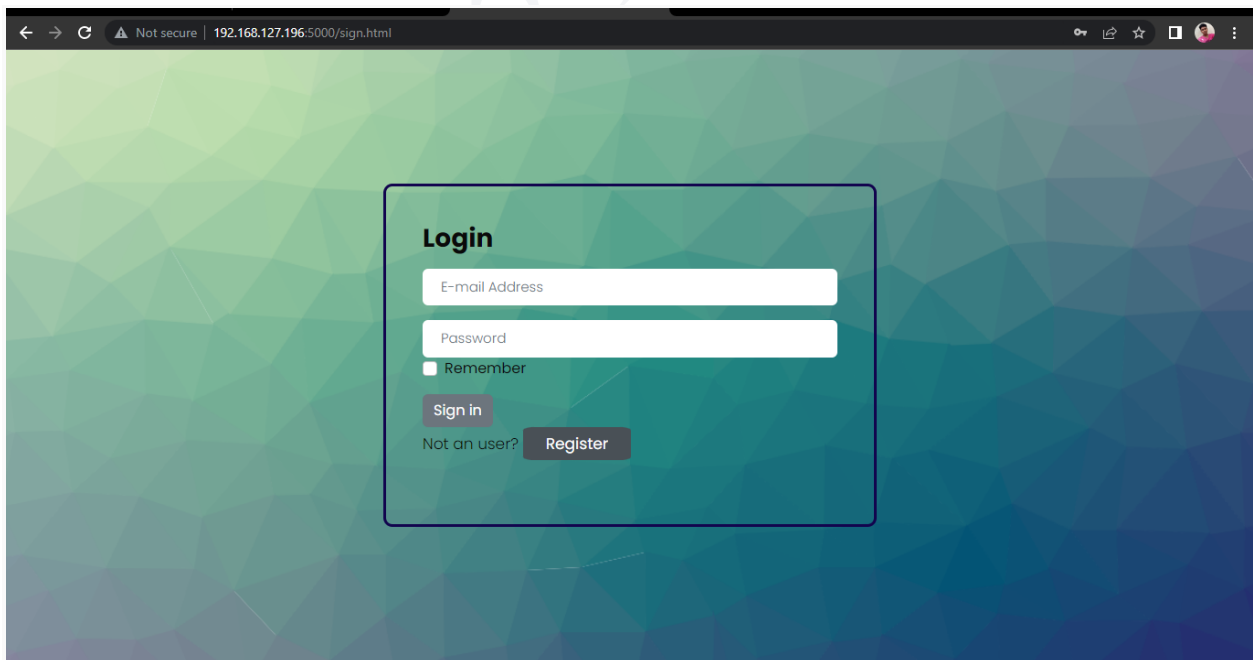 Not secure | 192.168.127.196:5000/sign.html
Login
E-mail Address
Password
Remember
Sign in
Not an user? Register